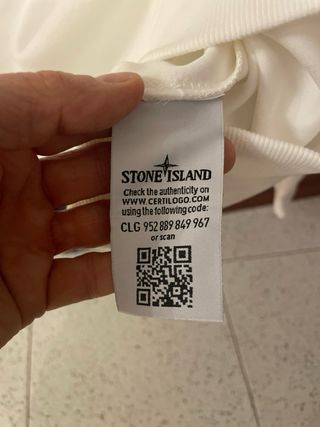 STONE ISLAND
Check the authenticity on
WWW.CERTILOGO.COM
using the following code:
CLG 952 889 849 967
or scan